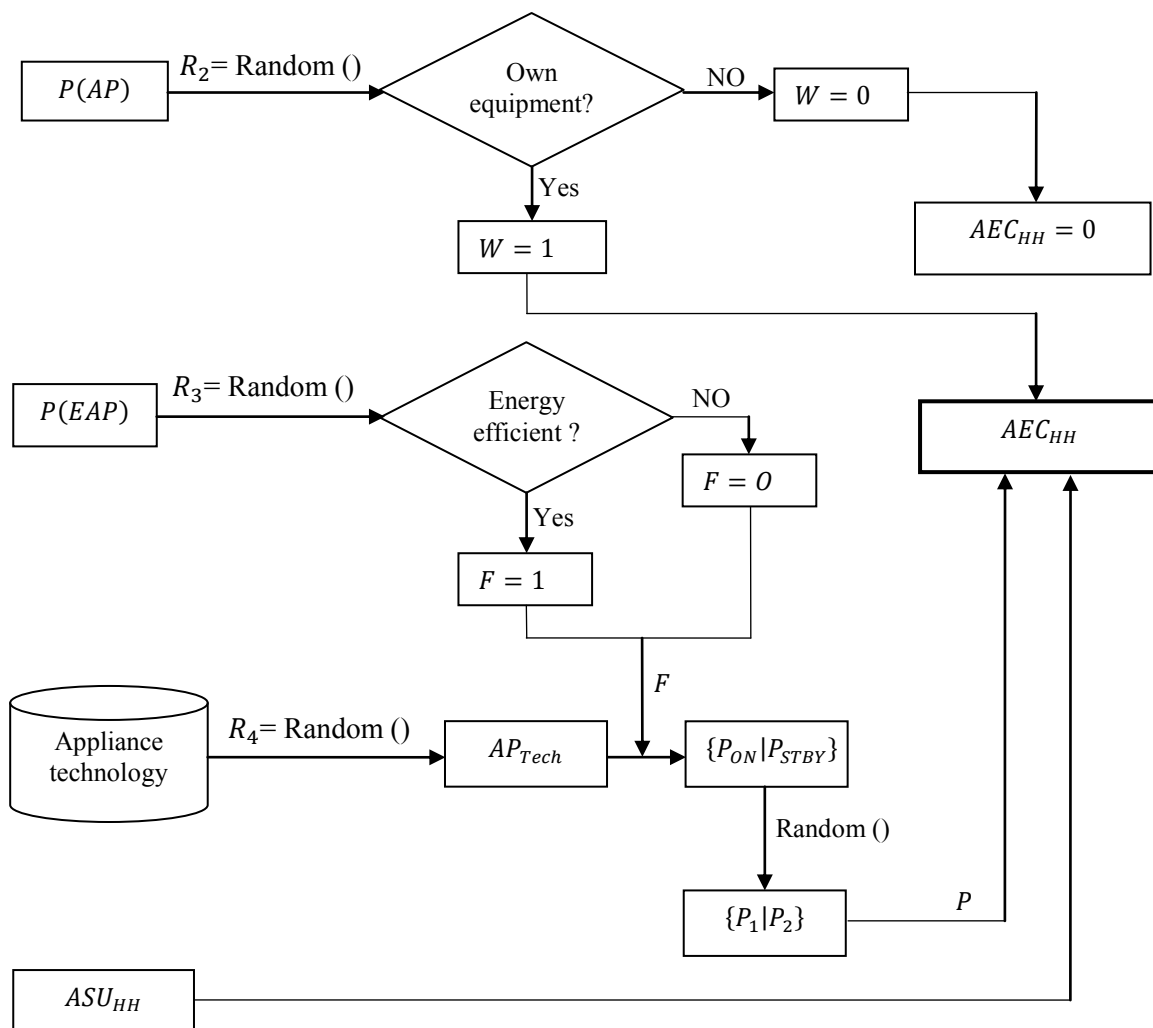 P(AP)
R₂= Random ()
Own
equipment?
NO
W = 0
Yes
W = 1
AEC_HH = 0
P(EAP)
R₃= Random ()
Energy
efficient ?
NO
F = O
AEC_HH
Yes
F = 1
F
Appliance
technology
R₄= Random ()
AP_Tech
{P_ON|P_STBY}
Random ()
{P₁|P₂}
P
ASU_HH